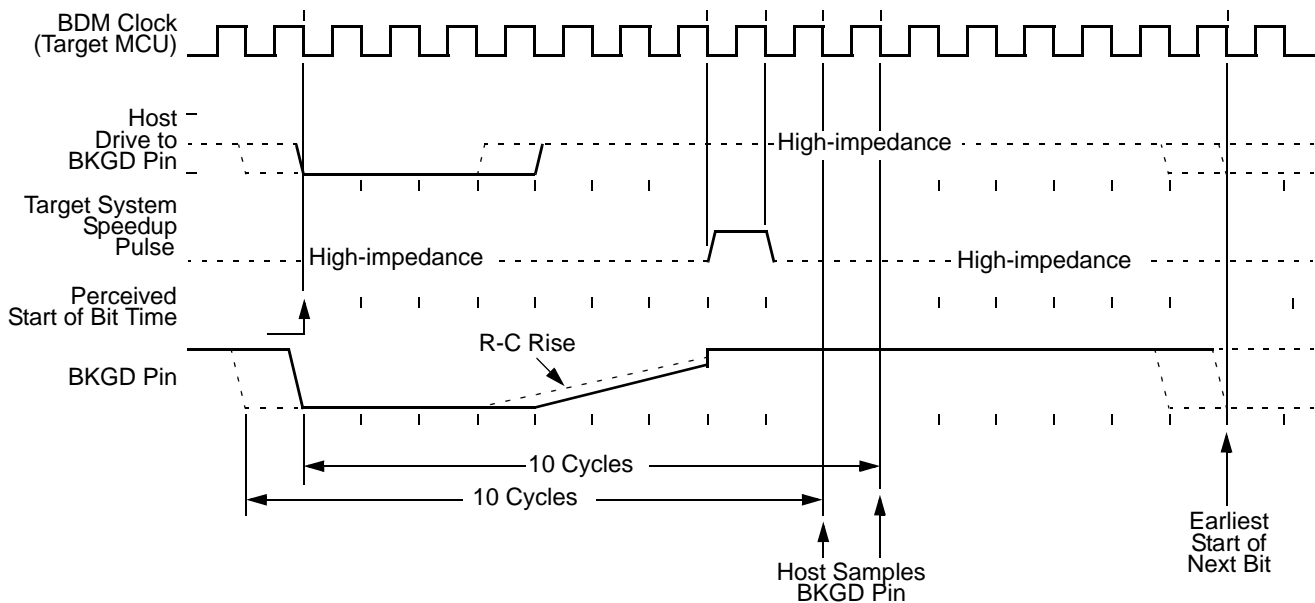 BDM Clock
(Target MCU)
Host
Drive to
BKGD Pin
High-impedance
Target System
Speedup
Pulse
High-impedance
High-impedance
Perceived
Start of Bit Time
R-C Rise
BKGD Pin
10 Cycles
10 Cycles
Earliest
Start of
Next Bit
Host Samples
BKGD Pin